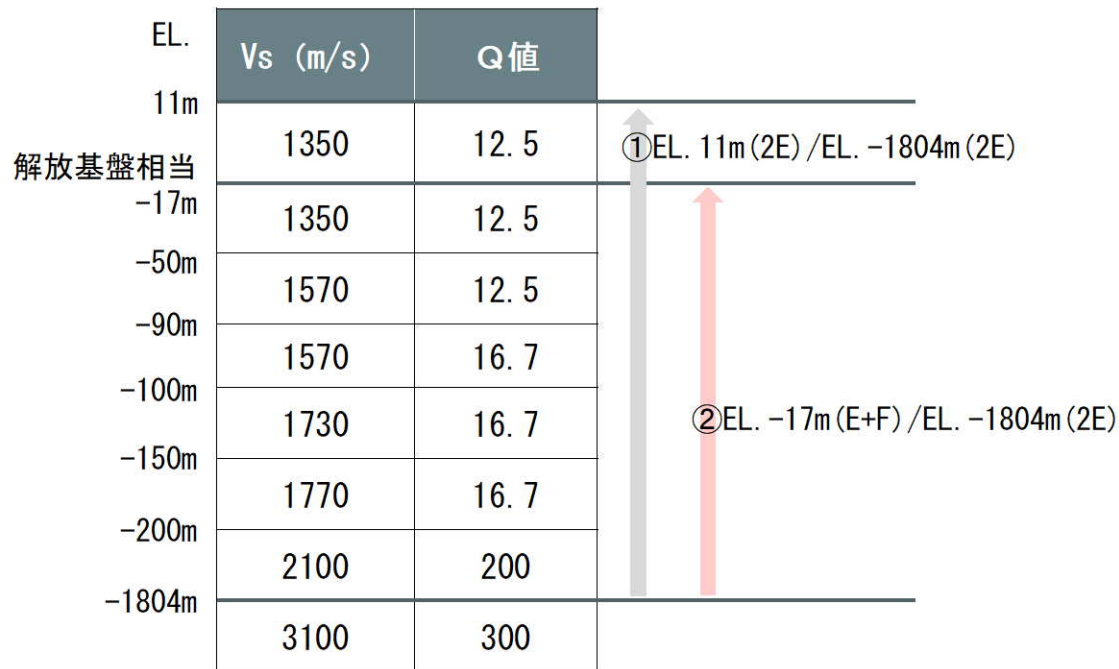 EL.
Vs (m/s) Q値
11m
1350 12.5 ①EL. 11m(2E)/EL. -1804m(2E)
解放基盤相当
-17m
1350 12.5
-50m
1570 12.5
-90m
1570 16.7
-100m
1730 16.7 ②EL. -17m(E+F)/EL. -1804m(2E)
-150m
1770 16.7
-200m
2100 200
-1804m
3100 300